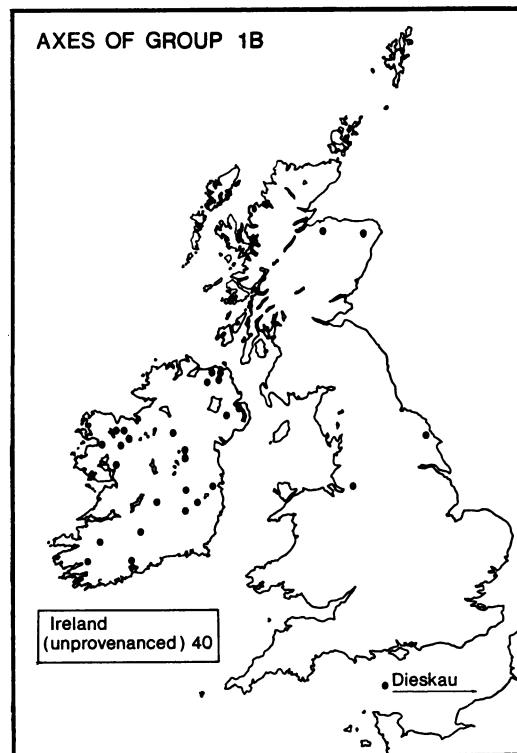 AXES OF GROUP 1B
Ireland
(unprovenanced) 40
Dieskau